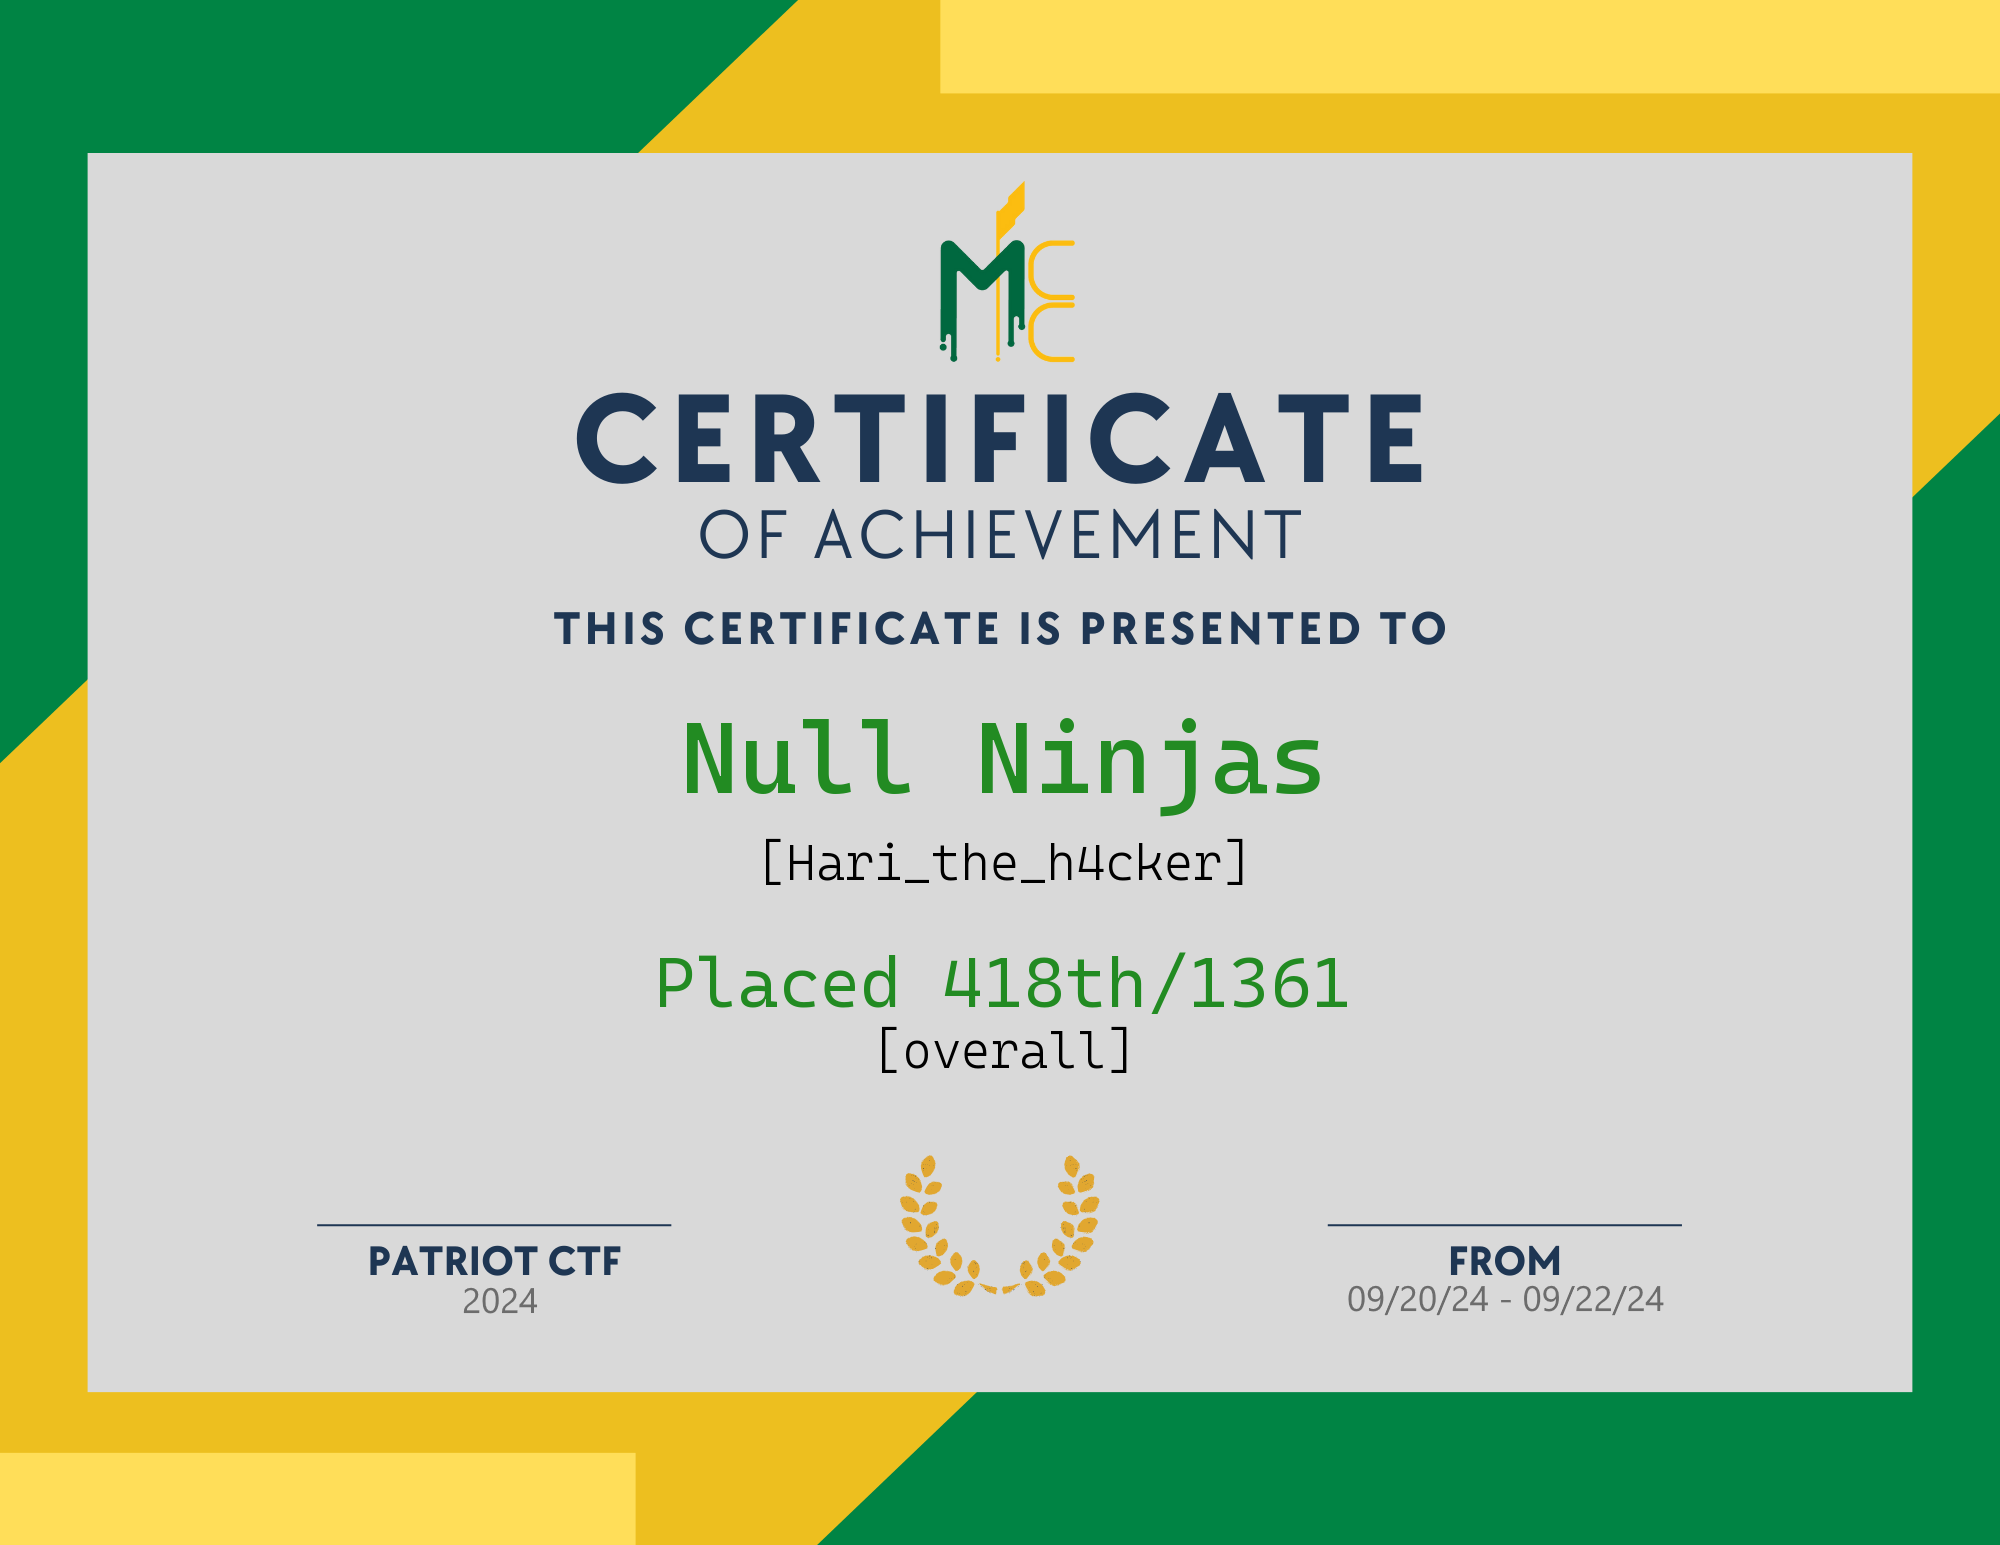 MCC
CERTIFICATE
OF ACHIEVEMENT
THIS CERTIFICATE IS PRESENTED TO
Null Ninjas
[Hari_the_h4cker]
Placed 418th/1361
[overall]
PATRIOT CTF
2024
FROM
09/20/24 - 09/22/24